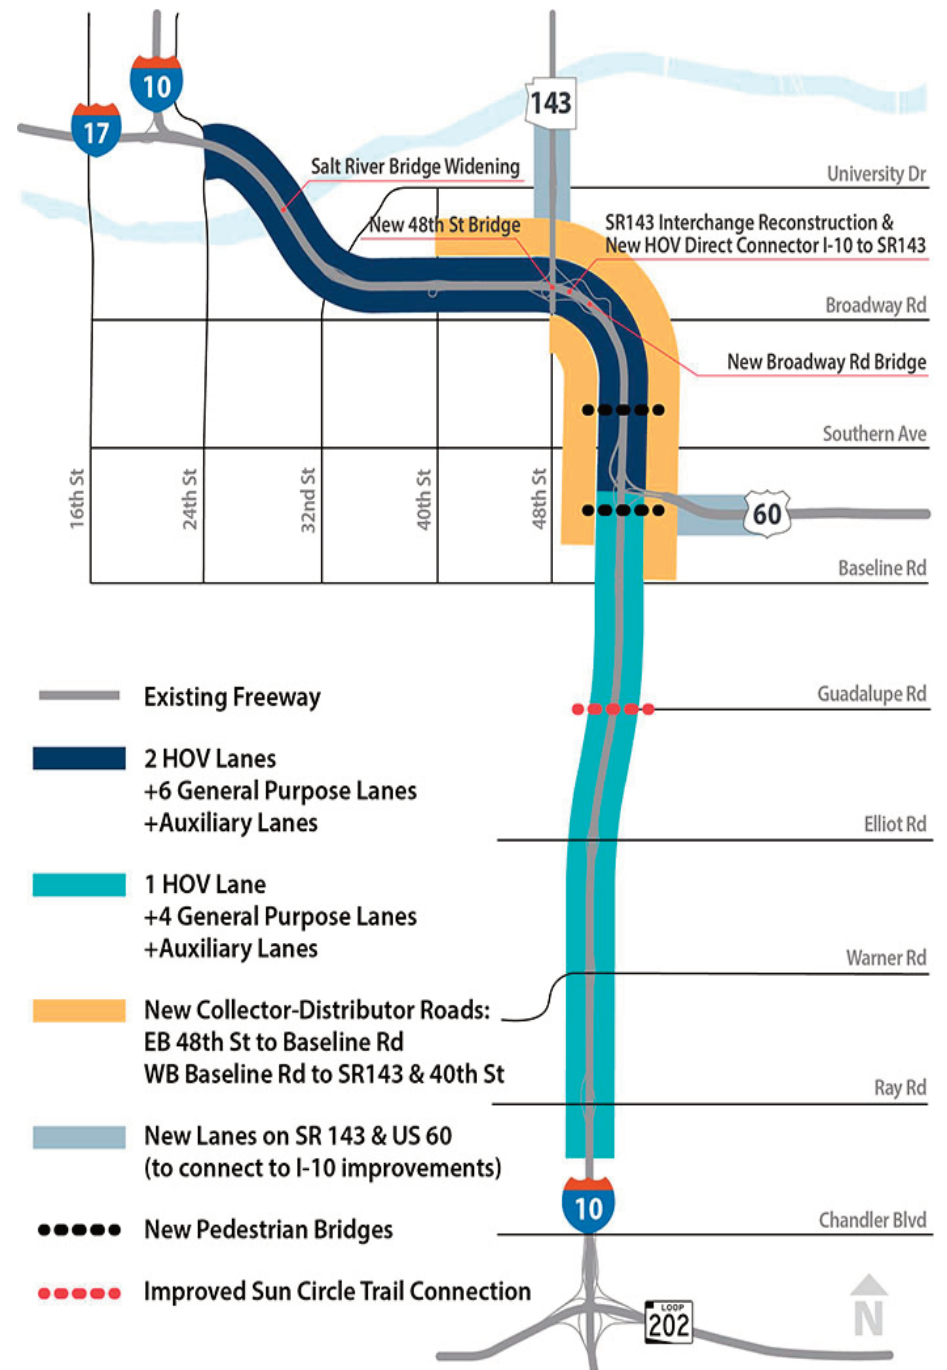 10
17
143
Salt River Bridge Widening
University Dr
New 48th St Bridge
SR143 Interchange Reconstruction &
New HOV Direct Connector I-10 to SR143
Broadway Rd
New Broadway Rd Bridge
Southern Ave
16th St
24th St
32nd St
40th St
48th St
60
Baseline Rd
Existing Freeway
Guadalupe Rd
2 HOV Lanes
+6 General Purpose Lanes
+Auxiliary Lanes
Elliot Rd
1 HOV Lane
+4 General Purpose Lanes
+Auxiliary Lanes
Warner Rd
New Collector-Distributor Roads:
EB 48th St to Baseline Rd
WB Baseline Rd to SR143 & 40th St
Ray Rd
New Lanes on SR 143 & US 60
(to connect to I-10 improvements)
10
New Pedestrian Bridges
Chandler Blvd
Improved Sun Circle Trail Connection
LOOP
202
N